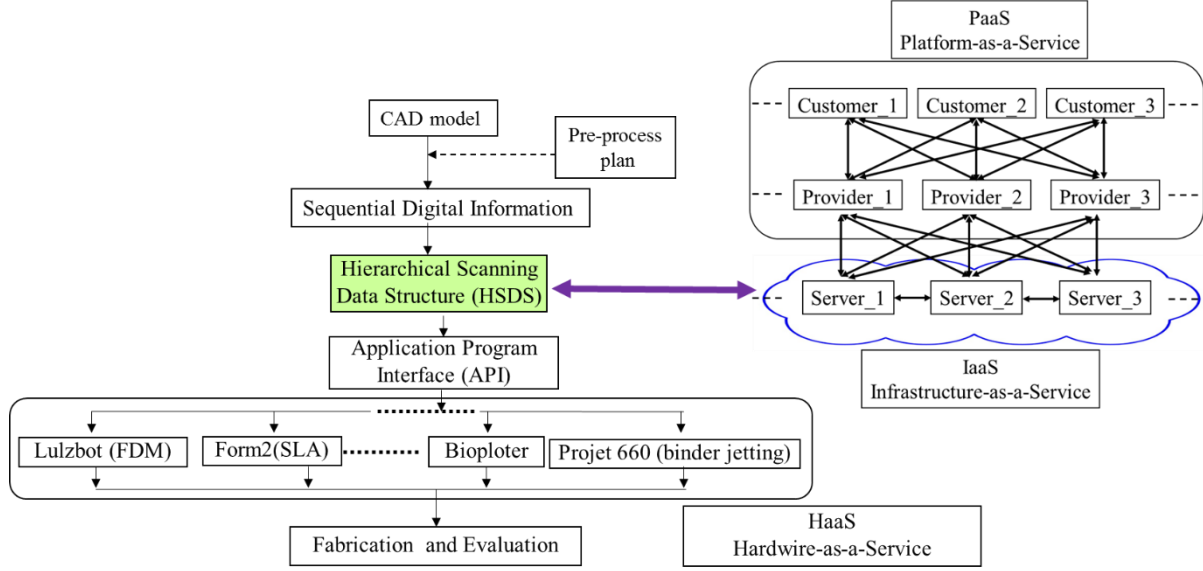 PaaS
Platform-as-a-Service
Customer_1
Customer_2
Customer_3
Provider_1
Provider_2
Provider_3
Server_1
Server_2
Server_3
IaaS
Infrastructure-as-a-Service
CAD model
Pre-process
plan
Sequential Digital Information
Hierarchical Scanning
Data Structure (HSDS)
Application Program
Interface (API)
Lulzbot (FDM)
Form2(SLA)
Bioploter
Projet 660 (binder jetting)
Fabrication and Evaluation
HaaS
Hardwire-as-a-Service